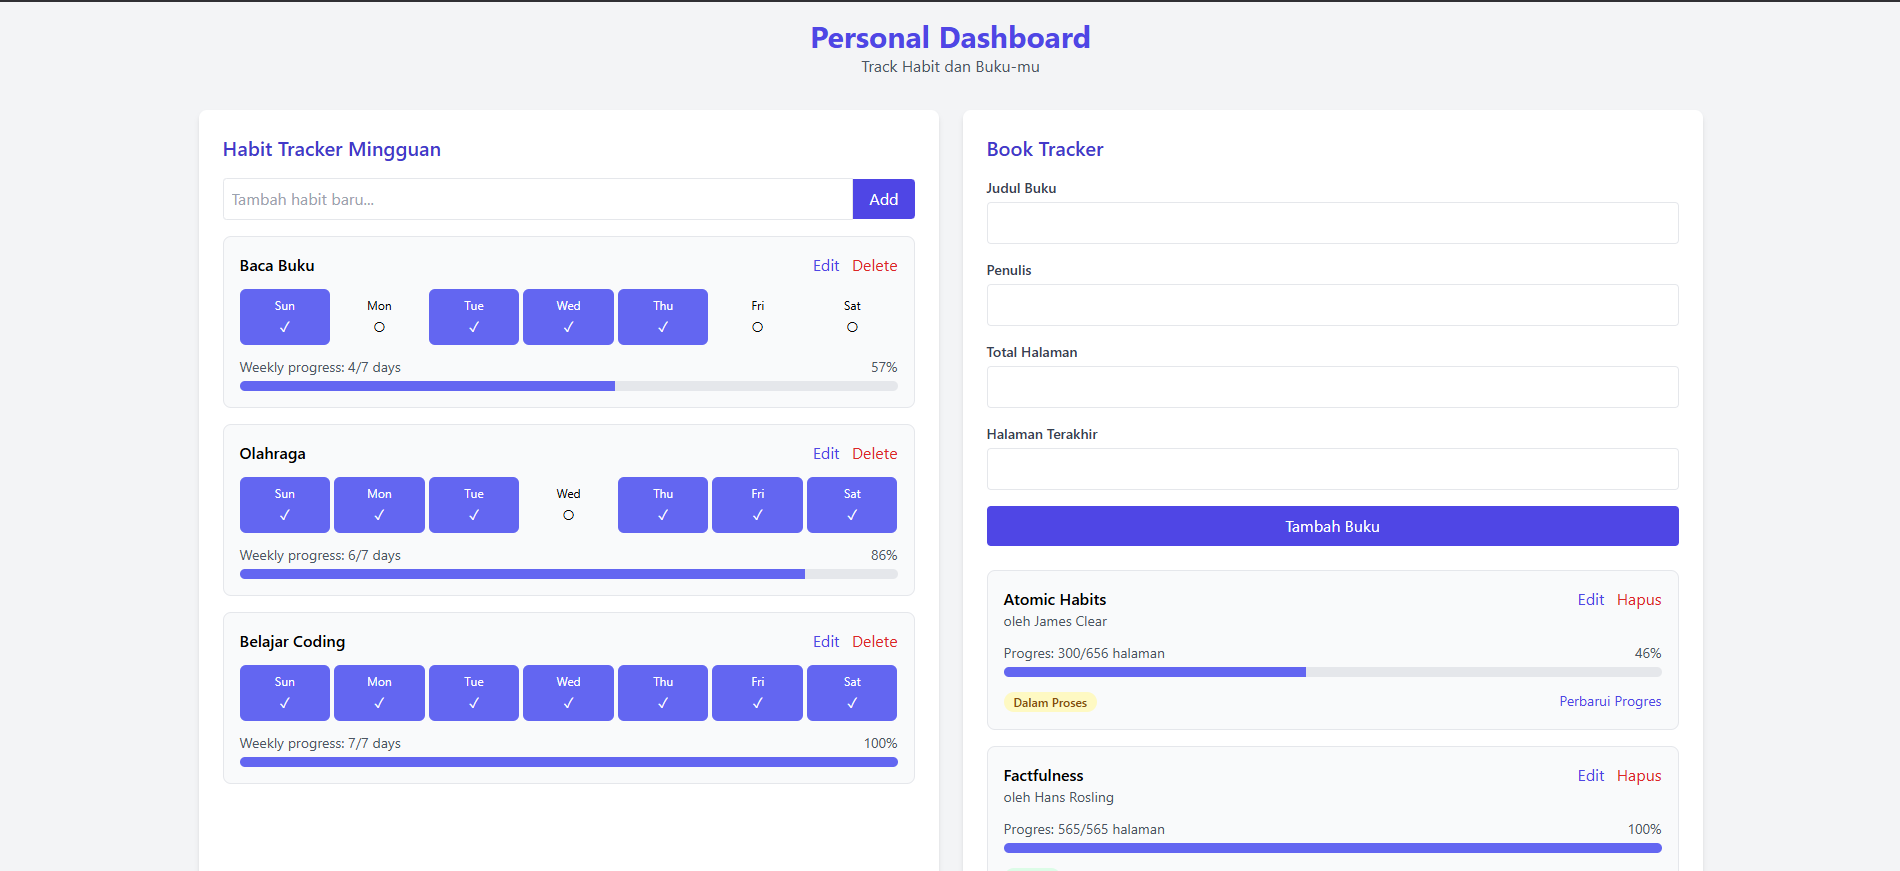 Personal Dashboard
Track Habit dan Buku-mu
Habit Tracker Mingguan
Tambah habit baru...
Add
Baca Buku
Edit Delete
Sun Mon Tue Wed Thu Fri Sat
✓ ○ ✓ ✓ ✓ ○ ○
Weekly progress: 4/7 days
57%
Olahraga
Edit Delete
Sun Mon Tue Wed Thu Fri Sat
✓ ✓ ✓ ○ ✓ ✓ ✓
Weekly progress: 6/7 days
86%
Belajar Coding
Edit Delete
Sun Mon Tue Wed Thu Fri Sat
✓ ✓ ✓ ✓ ✓ ✓ ✓
Weekly progress: 7/7 days
100%
Book Tracker
Judul Buku
Penulis
Total Halaman
Halaman Terakhir
Tambah Buku
Atomic Habits
Edit Hapus
oleh James Clear
Progres: 300/656 halaman
46%
Dalam Proses
Perbarui Progres
Factfulness
Edit Hapus
oleh Hans Rosling
Progres: 565/565 halaman
100%